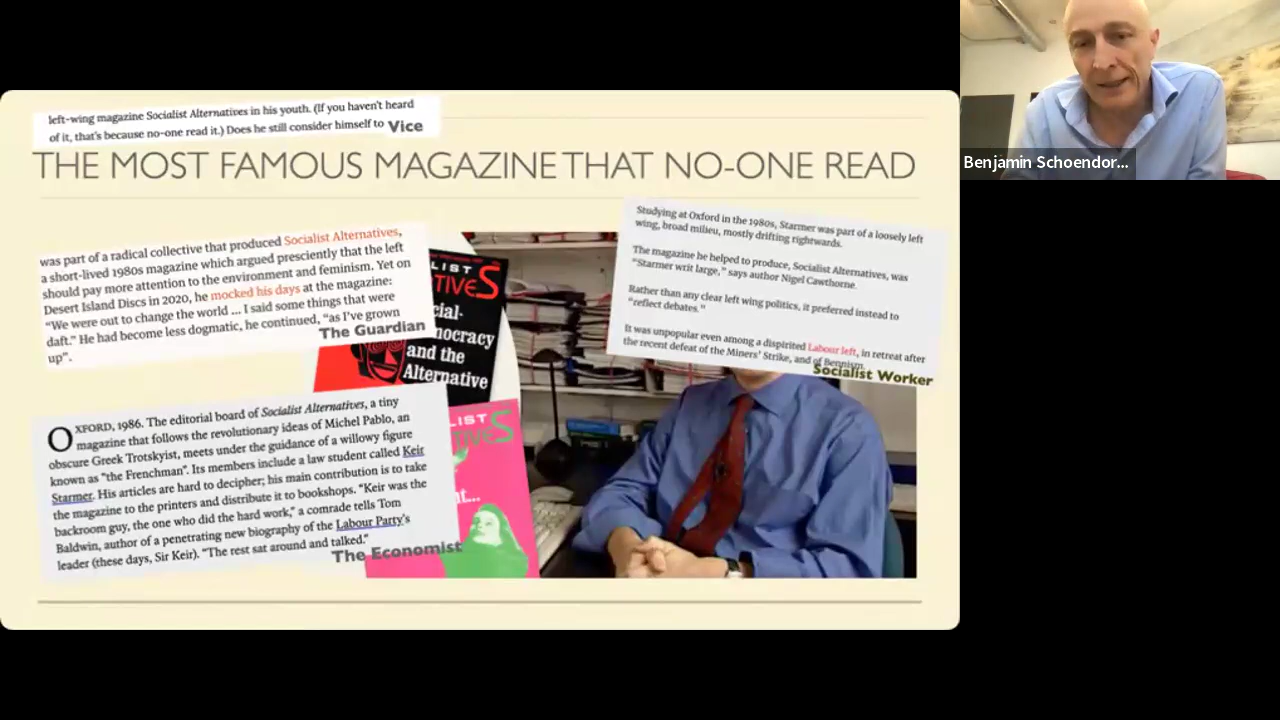 left-wing magazine Socialist Alternatives in his youth. (If you haven't heard
of it, that's because no-one read it.) Does he still consider himself to
Vice
THE MOST FAMOUS MAGAZINE THAT NO-ONE READ
was part of a radical collective that produced Socialist Alternatives,
a short-lived 1980s magazine which argued presciently that the left
should pay more attention to the environment and feminism. Yet on
Desert Island Discs in 2020, he mocked his days at the magazine:
"We were out to change the world ... I said some things that were
daft." He had become less dogmatic, he continued, "as I've grown
up".
The Guardian
LIST
TIVES
cial-
mocracy
and the
Alternative
Studying at Oxford in the 1980s, Starmer was part of a loosely left
wing, broad milieu, mostly drifting rightwards.
The magazine he helped to produce, Socialist Alternatives, was
"Starmer writ large," says author Nigel Cawthorne.
Rather than any clear left wing politics, it preferred instead to
"reflect debates."
It was unpopular even among a dispirited Labour left, in retreat after
the recent defeat of the Miners' Strike, and of Bennism.
Socialist Worker
OXFORD, 1986. The editorial board of Socialist Alternatives, a tiny
magazine that follows the revolutionary ideas of Michel Pablo, an
obscure Greek Trotskyist, meets under the guidance of a willowy figure
known as "the Frenchman". Its members include a law student called Keir
Starmer. His articles are hard to decipher; his main contribution is to take
the magazine to the printers and distribute it to bookshops. "Keir was the
backroom guy, the one who did the hard work," a comrade tells Tom
Baldwin, author of a penetrating new biography of the Labour Party's
leader (these days, Sir Keir). "The rest sat around and talked."
The Economist
LIST
TIVES
Benjamin Schoendor...